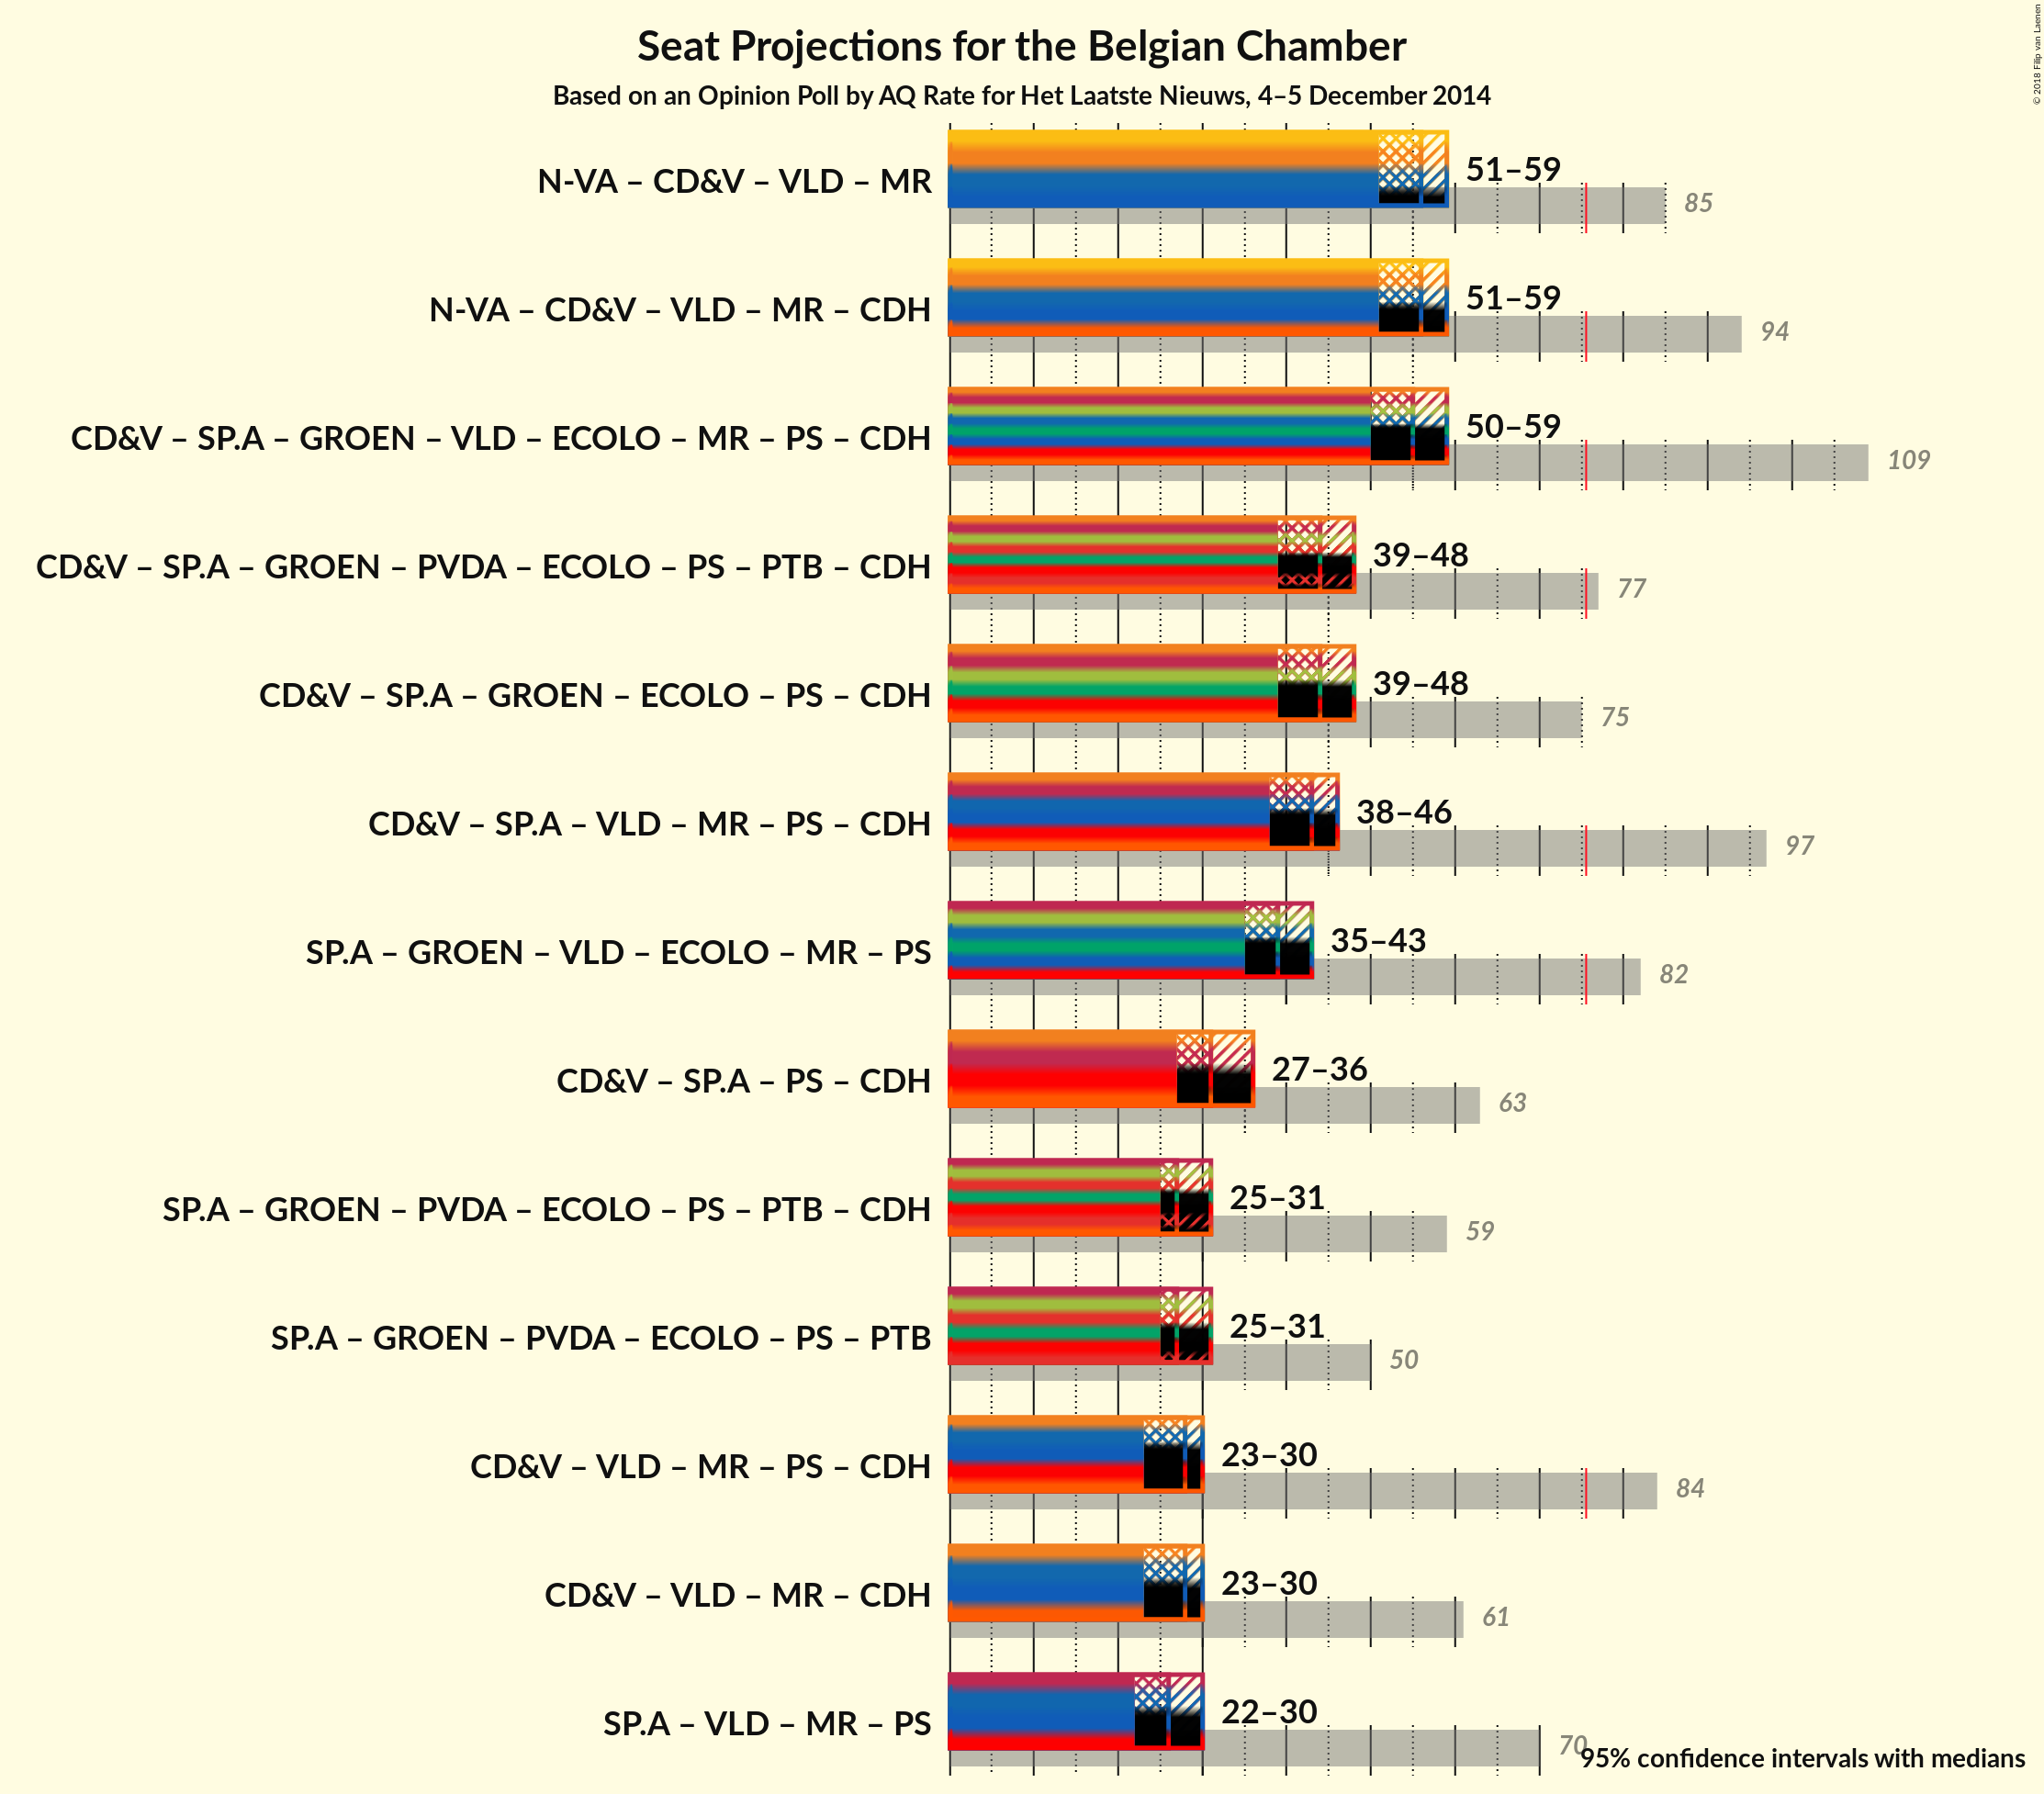 Seat Projections for the Belgian Chamber
Based on an Opinion Poll by AQ Rate for Het Laatste Nieuws, 4–5 December 2014
© 2018 Filip van Laenen
N-VA – CD&V – VLD – MR 51–59 85
N-VA – CD&V – VLD – MR – CDH 51–59 94
CD&V – SP.A – GROEN – VLD – ECOLO – MR – PS – CDH 50–59 109
CD&V – SP.A – GROEN – PVDA – ECOLO – PS – PTB – CDH 39–48 77
CD&V – SP.A – GROEN – ECOLO – PS – CDH 39–48 75
CD&V – SP.A – VLD – MR – PS – CDH 38–46 97
SP.A – GROEN – VLD – ECOLO – MR – PS 35–43 82
CD&V – SP.A – PS – CDH 27–36 63
SP.A – GROEN – PVDA – ECOLO – PS – PTB – CDH 25–31 59
SP.A – GROEN – PVDA – ECOLO – PS – PTB 25–31 50
CD&V – VLD – MR – PS – CDH 23–30 84
CD&V – VLD – MR – CDH 23–30 61
SP.A – VLD – MR – PS 22–30 70
95% confidence intervals with medians